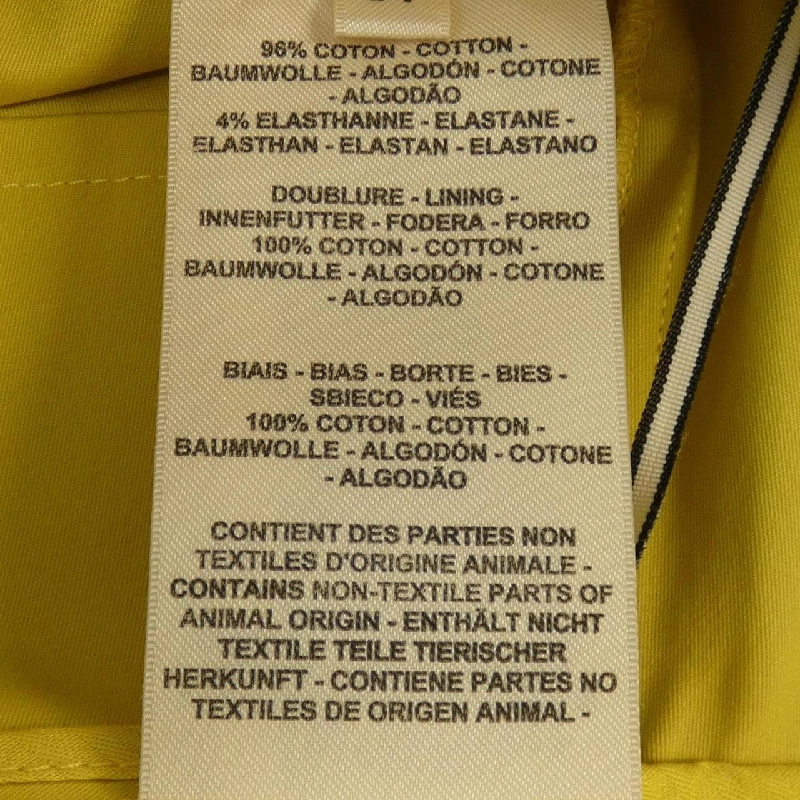 96% COTON - COTTON -
BAUMWOLLE - ALGODÓN - COTONE
- ALGODÃO
4% ELASTHANNE - ELASTANE -
ELASTHAN - ELASTAN - ELASTANO
DOUBLURE - LINING -
INNENFUTTER - FODERA - FORRO
100% COTON - COTTON -
BAUMWOLLE - ALGODÓN - COTONE
- ALGODÃO
BIAIS - BIAS - BORTE - BIES -
SBIECO - VIÉS
100% COTON - COTTON -
BAUMWOLLE - ALGODÓN - COTONE
- ALGODÃO
CONTIENT DES PARTIES NON
TEXTILES D'ORIGINE ANIMALE -
CONTAINS NON-TEXTILE PARTS OF
ANIMAL ORIGIN - ENTHÄLT NICHT
TEXTILE TEILE TIERISCHER
HERKUNFT - CONTIENE PARTES NO
TEXTILES DE ORIGEN ANIMAL -